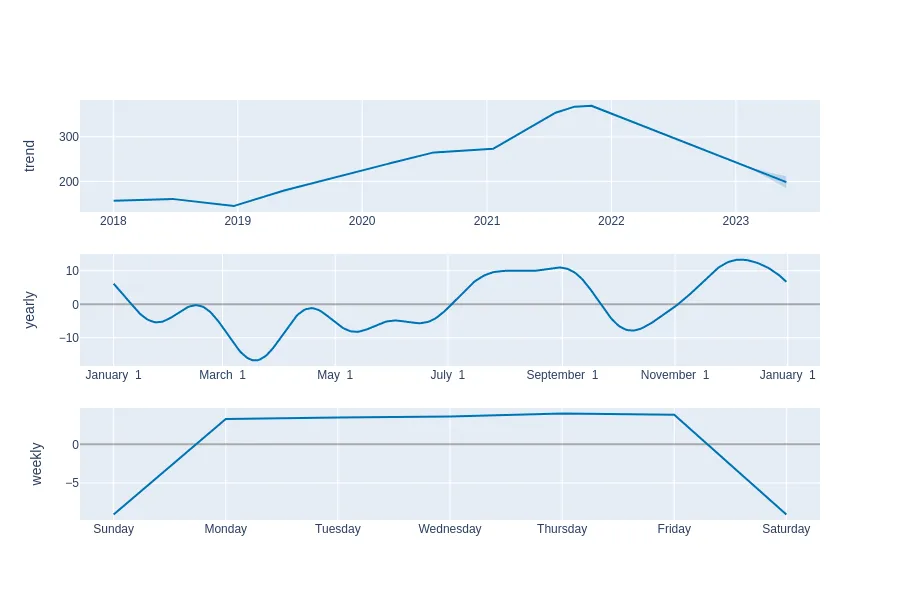 trend
300
200
2018 2019 2020 2021 2022 2023
yearly
10
0
−10
January 1 March 1 May 1 July 1 September 1 November 1 January 1
weekly
0
−5
Sunday Monday Tuesday Wednesday Thursday Friday Saturday